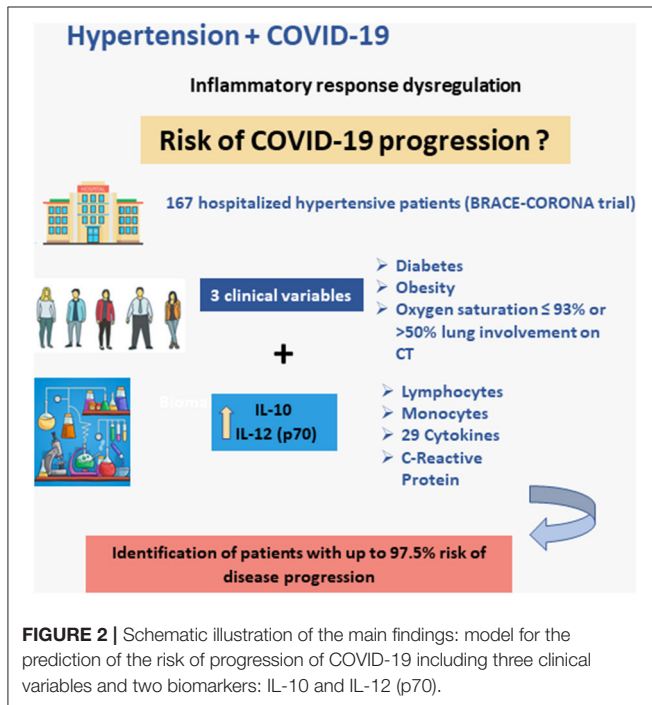 Hypertension + COVID-19
Inflammatory response dysregulation
Risk of COVID-19 progression ?
HOSPITAL
167 hospitalized hypertensive patients (BRACE-CORONA trial)
3 clinical variables
➢ Diabetes
➢ Obesity
➢ Oxygen saturation ≤ 93% or
>50% lung involvement on
CT
+
Bioma
IL-10
IL-12 (p70)
➢ Lymphocytes
➢ Monocytes
➢ 29 Cytokines
➢ C-Reactive
Protein
Identification of patients with up to 97.5% risk of
disease progression
FIGURE 2 | Schematic illustration of the main findings: model for the
prediction of the risk of progression of COVID-19 including three clinical
variables and two biomarkers: IL-10 and IL-12 (p70).